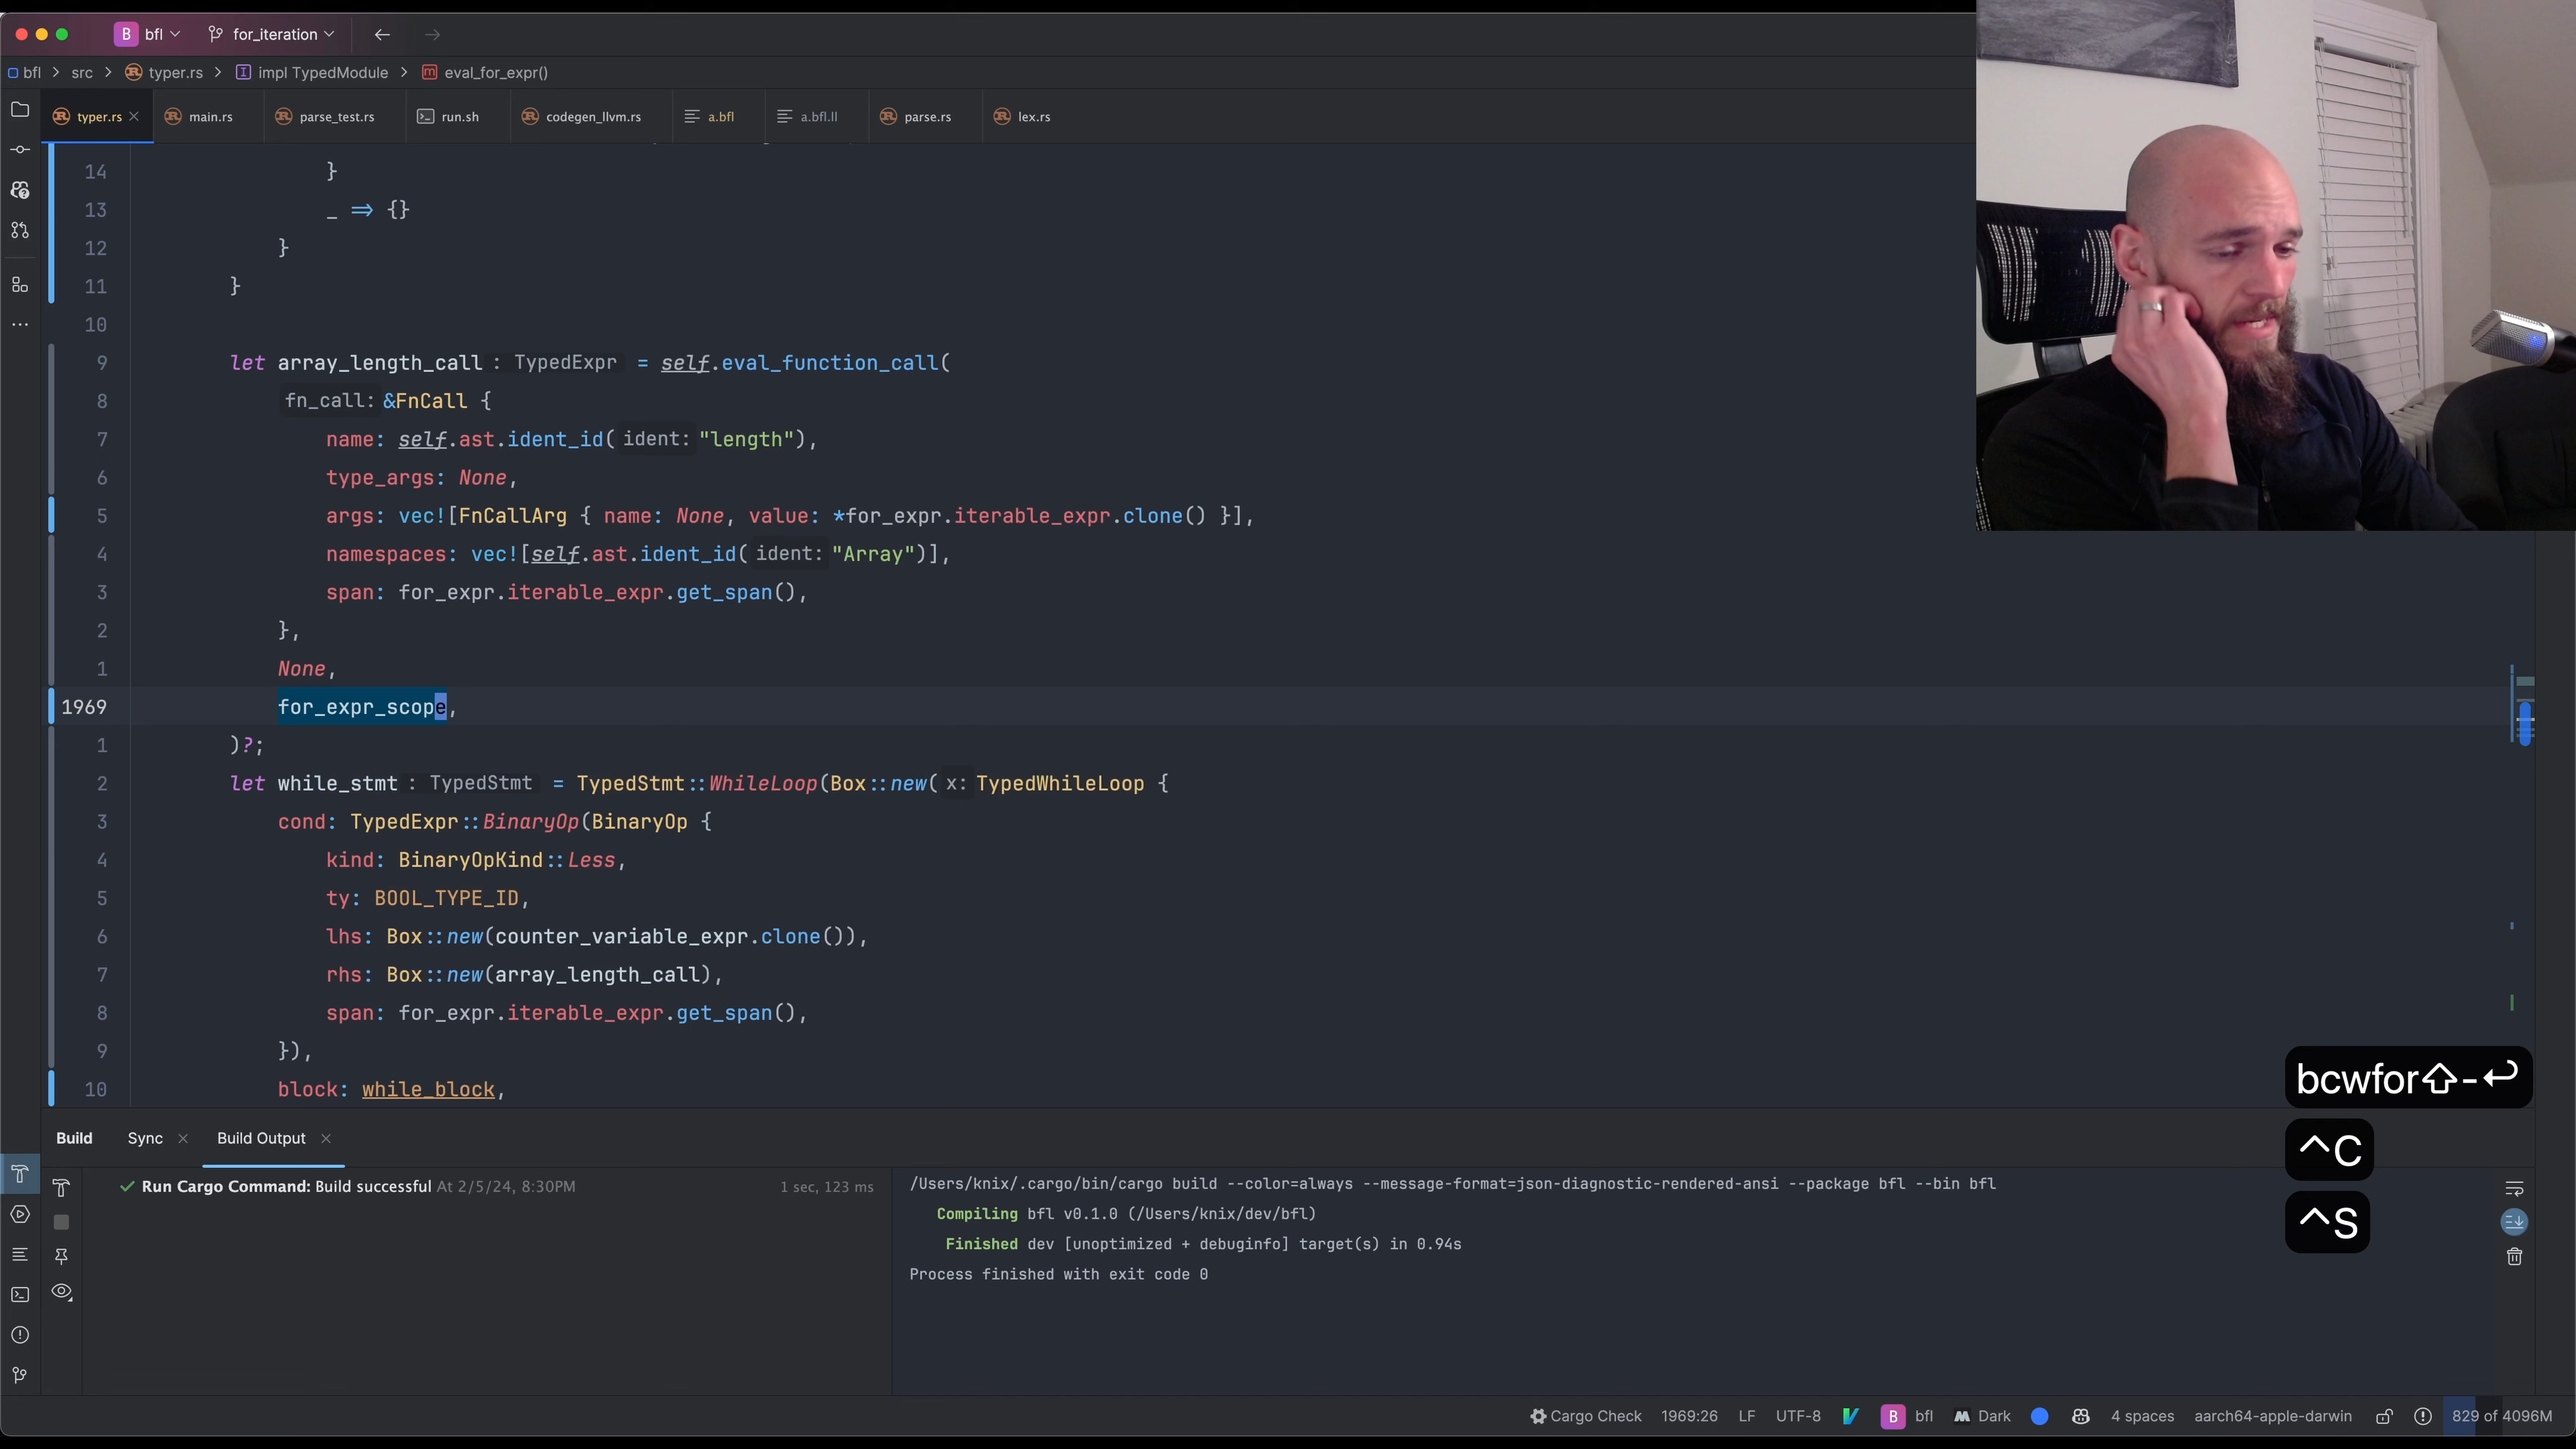 B bfl for_iteration
bfl > src > typer.rs > impl TypedModule > eval_for_expr()
typer.rs main.rs parse_test.rs run.sh codegen_llvm.rs a.bfl a.bfl.ll parse.rs lex.rs
14 }
13 _ => {}
12 }
11 }
10
9 let array_length_call : TypedExpr = self.eval_function_call(
8 fn_call: &FnCall {
7 name: self.ast.ident_id( ident: "length"),
6 type_args: None,
5 args: vec![FnCallArg { name: None, value: *for_expr.iterable_expr.clone() }],
4 namespaces: vec![self.ast.ident_id( ident: "Array")],
3 span: for_expr.iterable_expr.get_span(),
2 },
1 None,
1969 for_expr_scope,
1 )?;
2 let while_stmt : TypedStmt = TypedStmt::WhileLoop(Box::new( x: TypedWhileLoop {
3 cond: TypedExpr::BinaryOp(BinaryOp {
4 kind: BinaryOpKind::Less,
5 ty: BOOL_TYPE_ID,
6 lhs: Box::new(counter_variable_expr.clone()),
7 rhs: Box::new(array_length_call),
8 span: for_expr.iterable_expr.get_span(),
9 }),
10 block: while_block,
bcwfor⇧-↩
^C
^S
Build Sync Build Output
Run Cargo Command: Build successful At 2/5/24, 8:30PM 1 sec, 123 ms
/Users/knix/.cargo/bin/cargo build --color=always --message-format=json-diagnostic-rendered-ansi --package bfl --bin bfl
Compiling bfl v0.1.0 (/Users/knix/dev/bfl)
Finished dev [unoptimized + debuginfo] target(s) in 0.94s
Process finished with exit code 0
Cargo Check 1969:26 LF UTF-8 B bfl Dark 4 spaces aarch64-apple-darwin 829 of 4096M